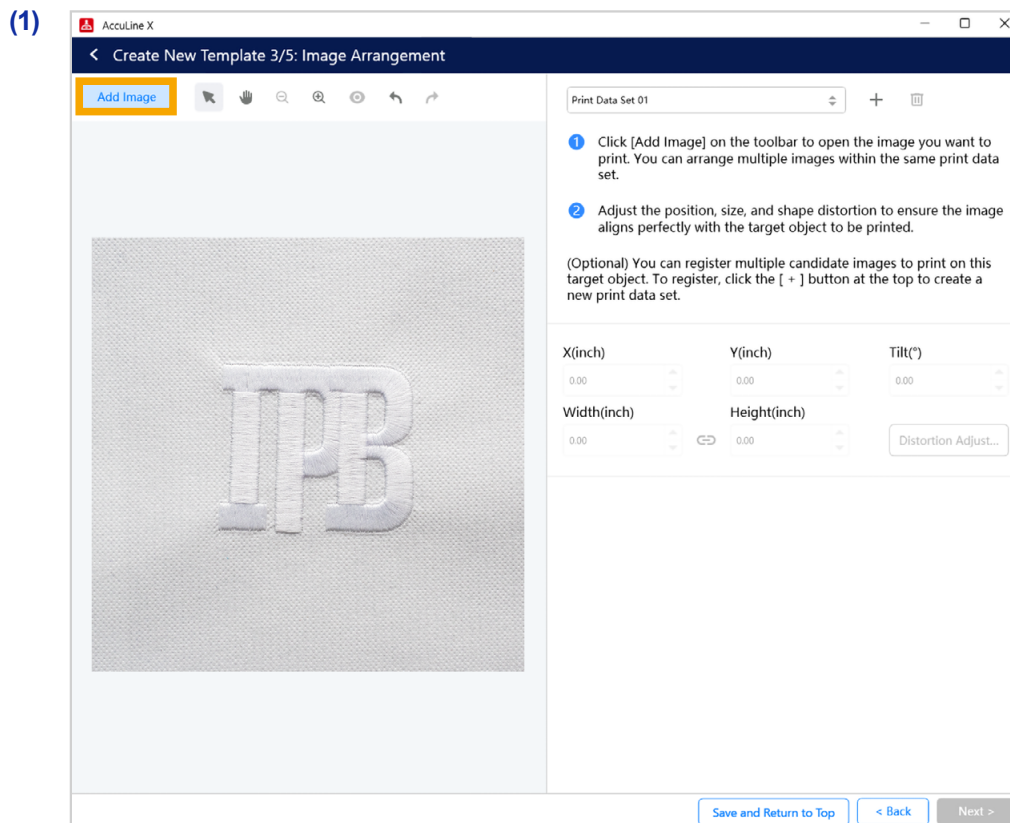 (1)
AccuLine X
Create New Template 3/5: Image Arrangement
Add Image
Print Data Set 01
1 Click [Add Image] on the toolbar to open the image you want to
print. You can arrange multiple images within the same print data
set.
2 Adjust the position, size, and shape distortion to ensure the image
aligns perfectly with the target object to be printed.
(Optional) You can register multiple candidate images to print on this
target object. To register, click the [ + ] button at the top to create a
new print data set.
X(inch) Y(inch) Tilt(°)
0.00 0.00 0.00
Width(inch) Height(inch)
0.00 0.00 Distortion Adjust...
IPB
Save and Return to Top < Back Next >